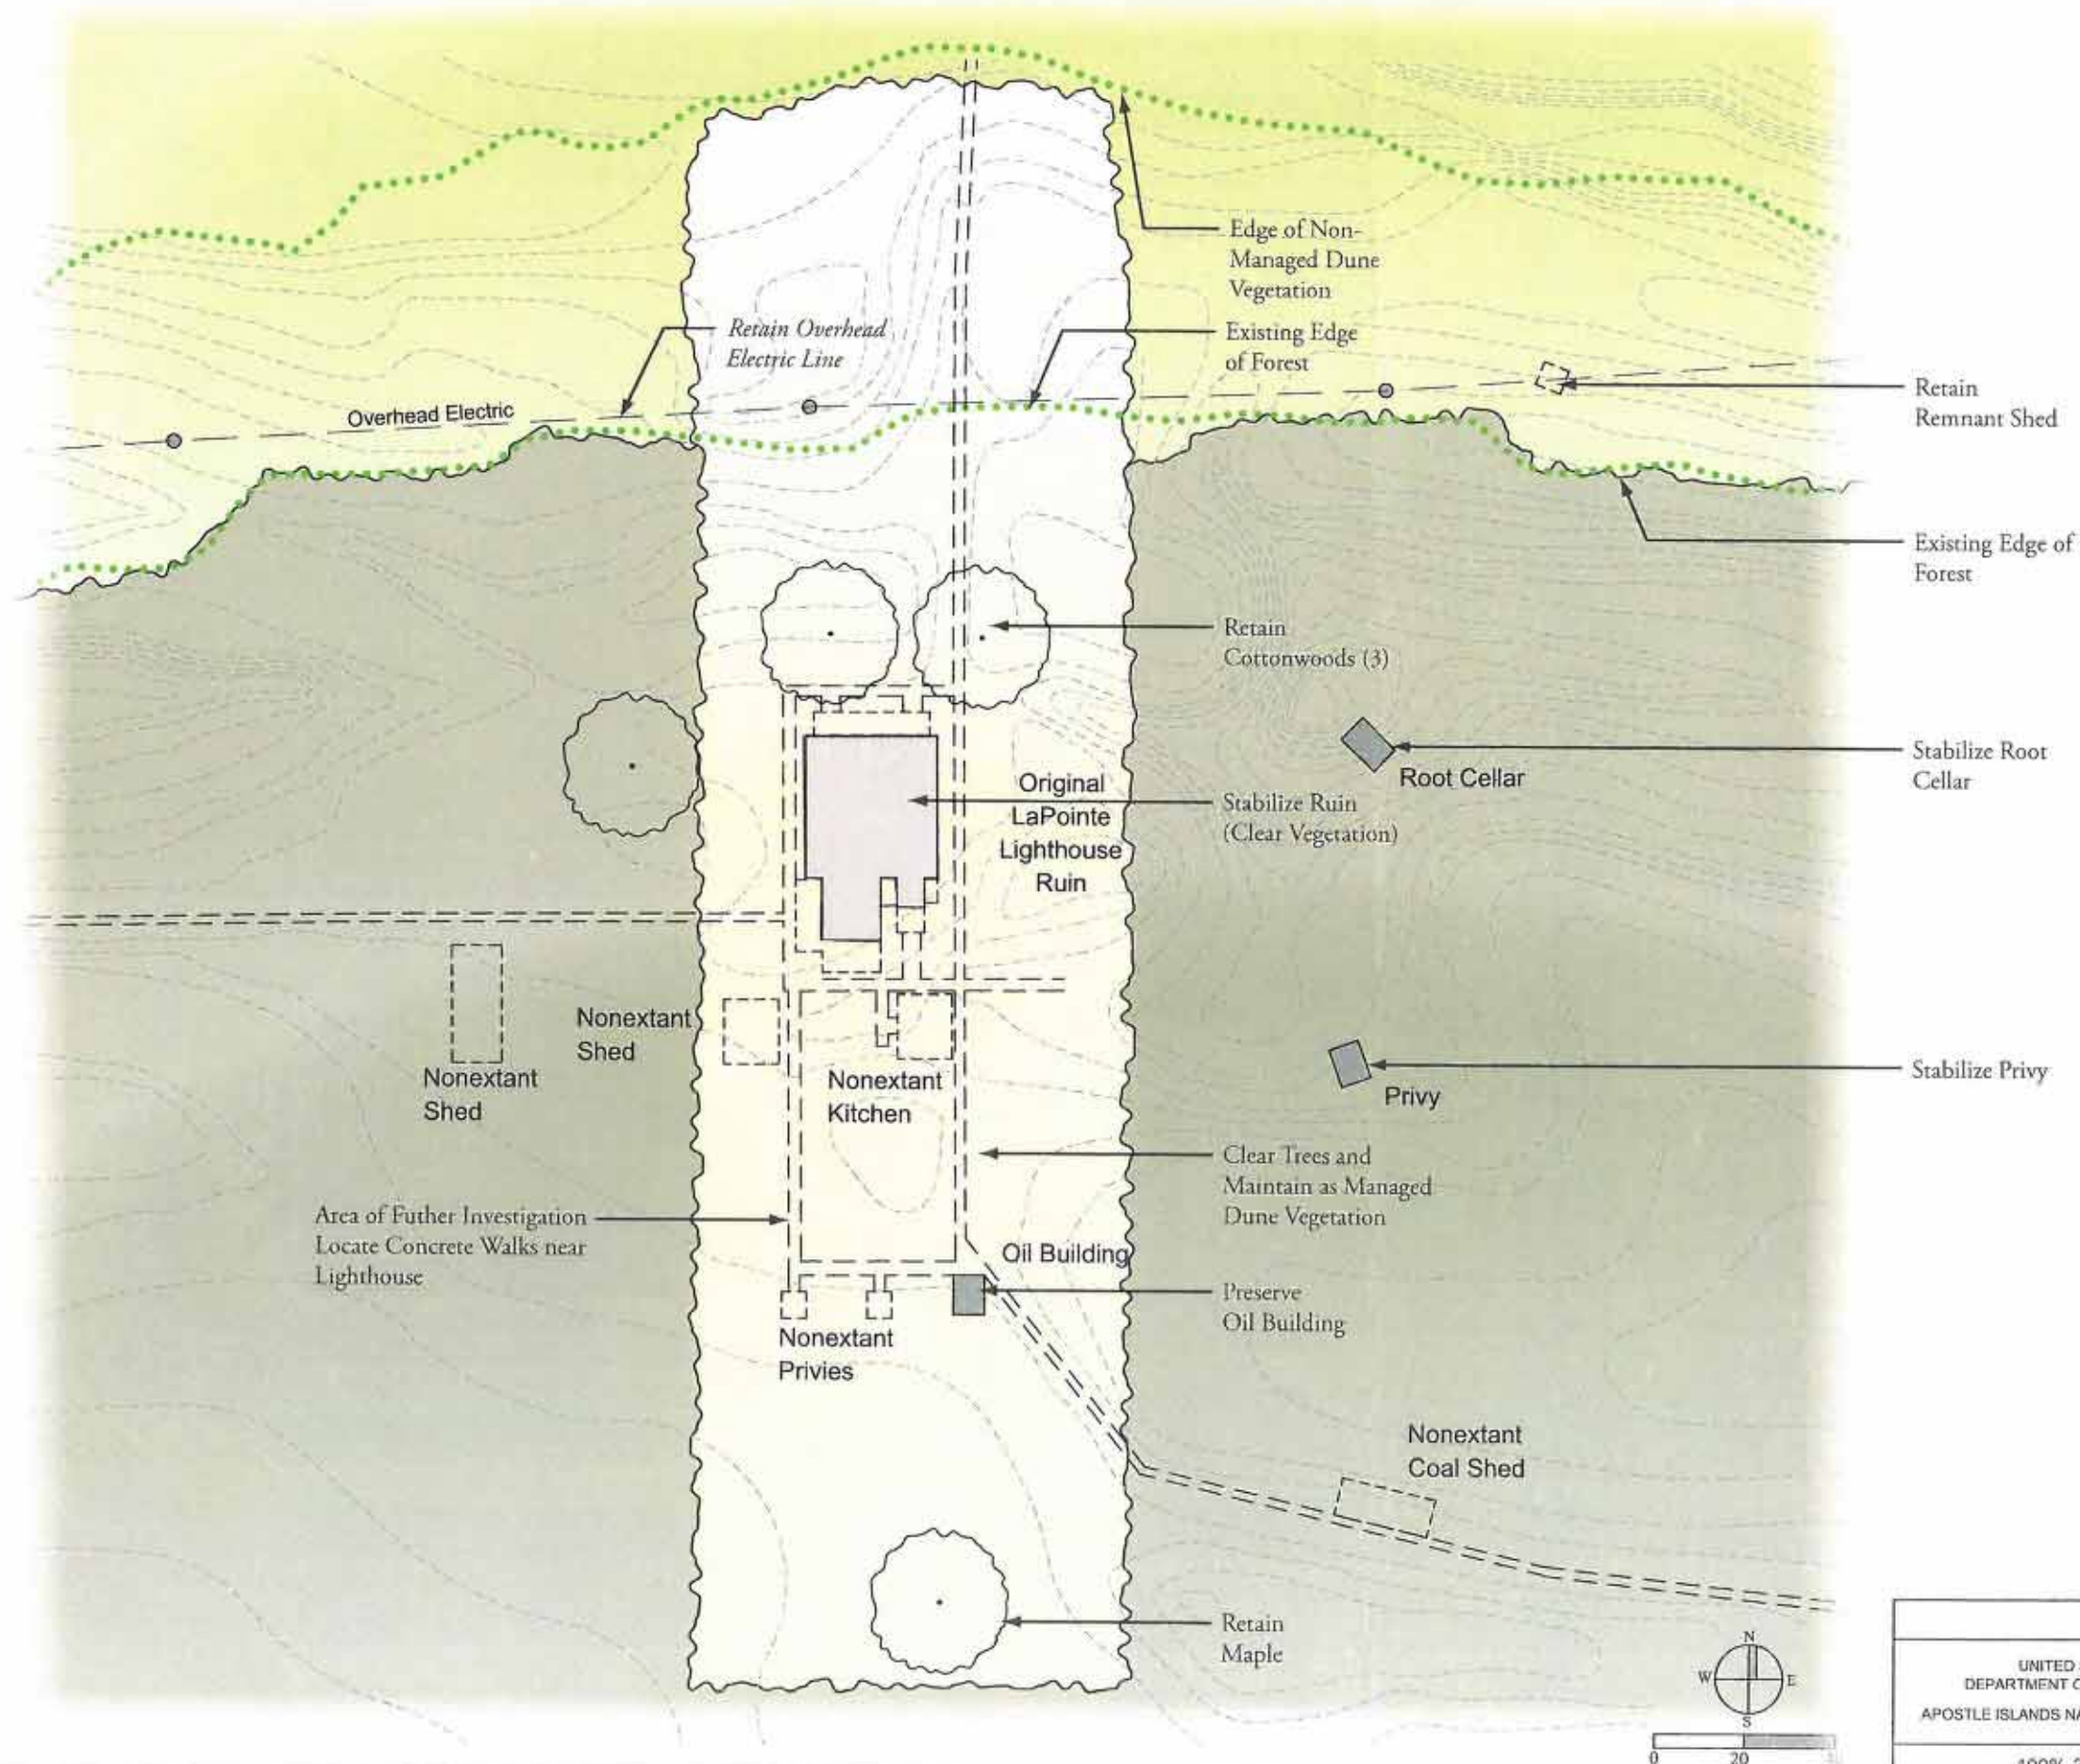 Edge of Non-
Managed Dune
Vegetation
Retain Overhead
Electric Line
Existing Edge
of Forest
Overhead Electric
Retain
Remnant Shed
Existing Edge of
Forest
Retain
Cottonwoods (3)
Stabilize Root
Cellar
Root Cellar
Original
LaPointe
Lighthouse
Ruin
Stabilize Ruin
(Clear Vegetation)
Nonextant
Shed
Nonextant
Shed
Nonextant
Kitchen
Stabilize Privy
Privy
Clear Trees and
Maintain as Managed
Dune Vegetation
Area of Futher Investigation
Locate Concrete Walks near
Lighthouse
Oil Building
Preserve
Oil Building
Nonextant
Privies
Nonextant
Coal Shed
Retain
Maple
N
W E
S
0 20
UNITED
DEPARTMENT
APOSTLE ISLANDS